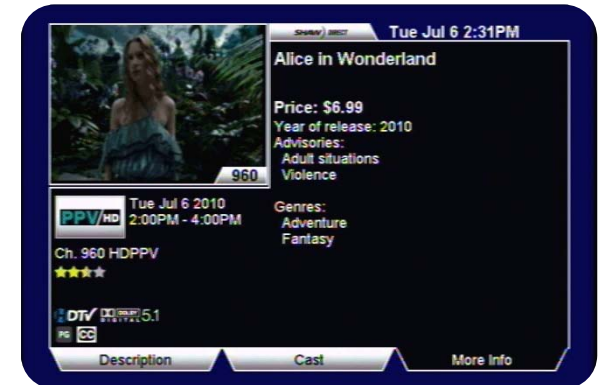 SHAW) DIRECT
Tue Jul 6 2:31PM
Alice in Wonderland
Price: $6.99
Year of release: 2010
Advisories:
Adult situations
Violence
Genres:
Adventure
Fantasy
960
PPV/HD
Tue Jul 6 2010
2:00PM - 4:00PM
Ch. 960 HDPPV
DTV DOLBY DIGITAL 5.1
PG CC
Description
Cast
More Info